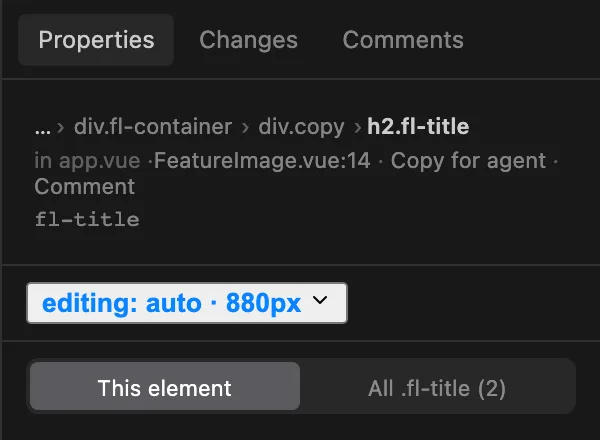 Properties Changes Comments
... › div.fl-container › div.copy › h2.fl-title
in app.vue ·FeatureImage.vue:14 · Copy for agent ·
Comment
fl-title
editing: auto · 880px
This element All .fl-title (2)